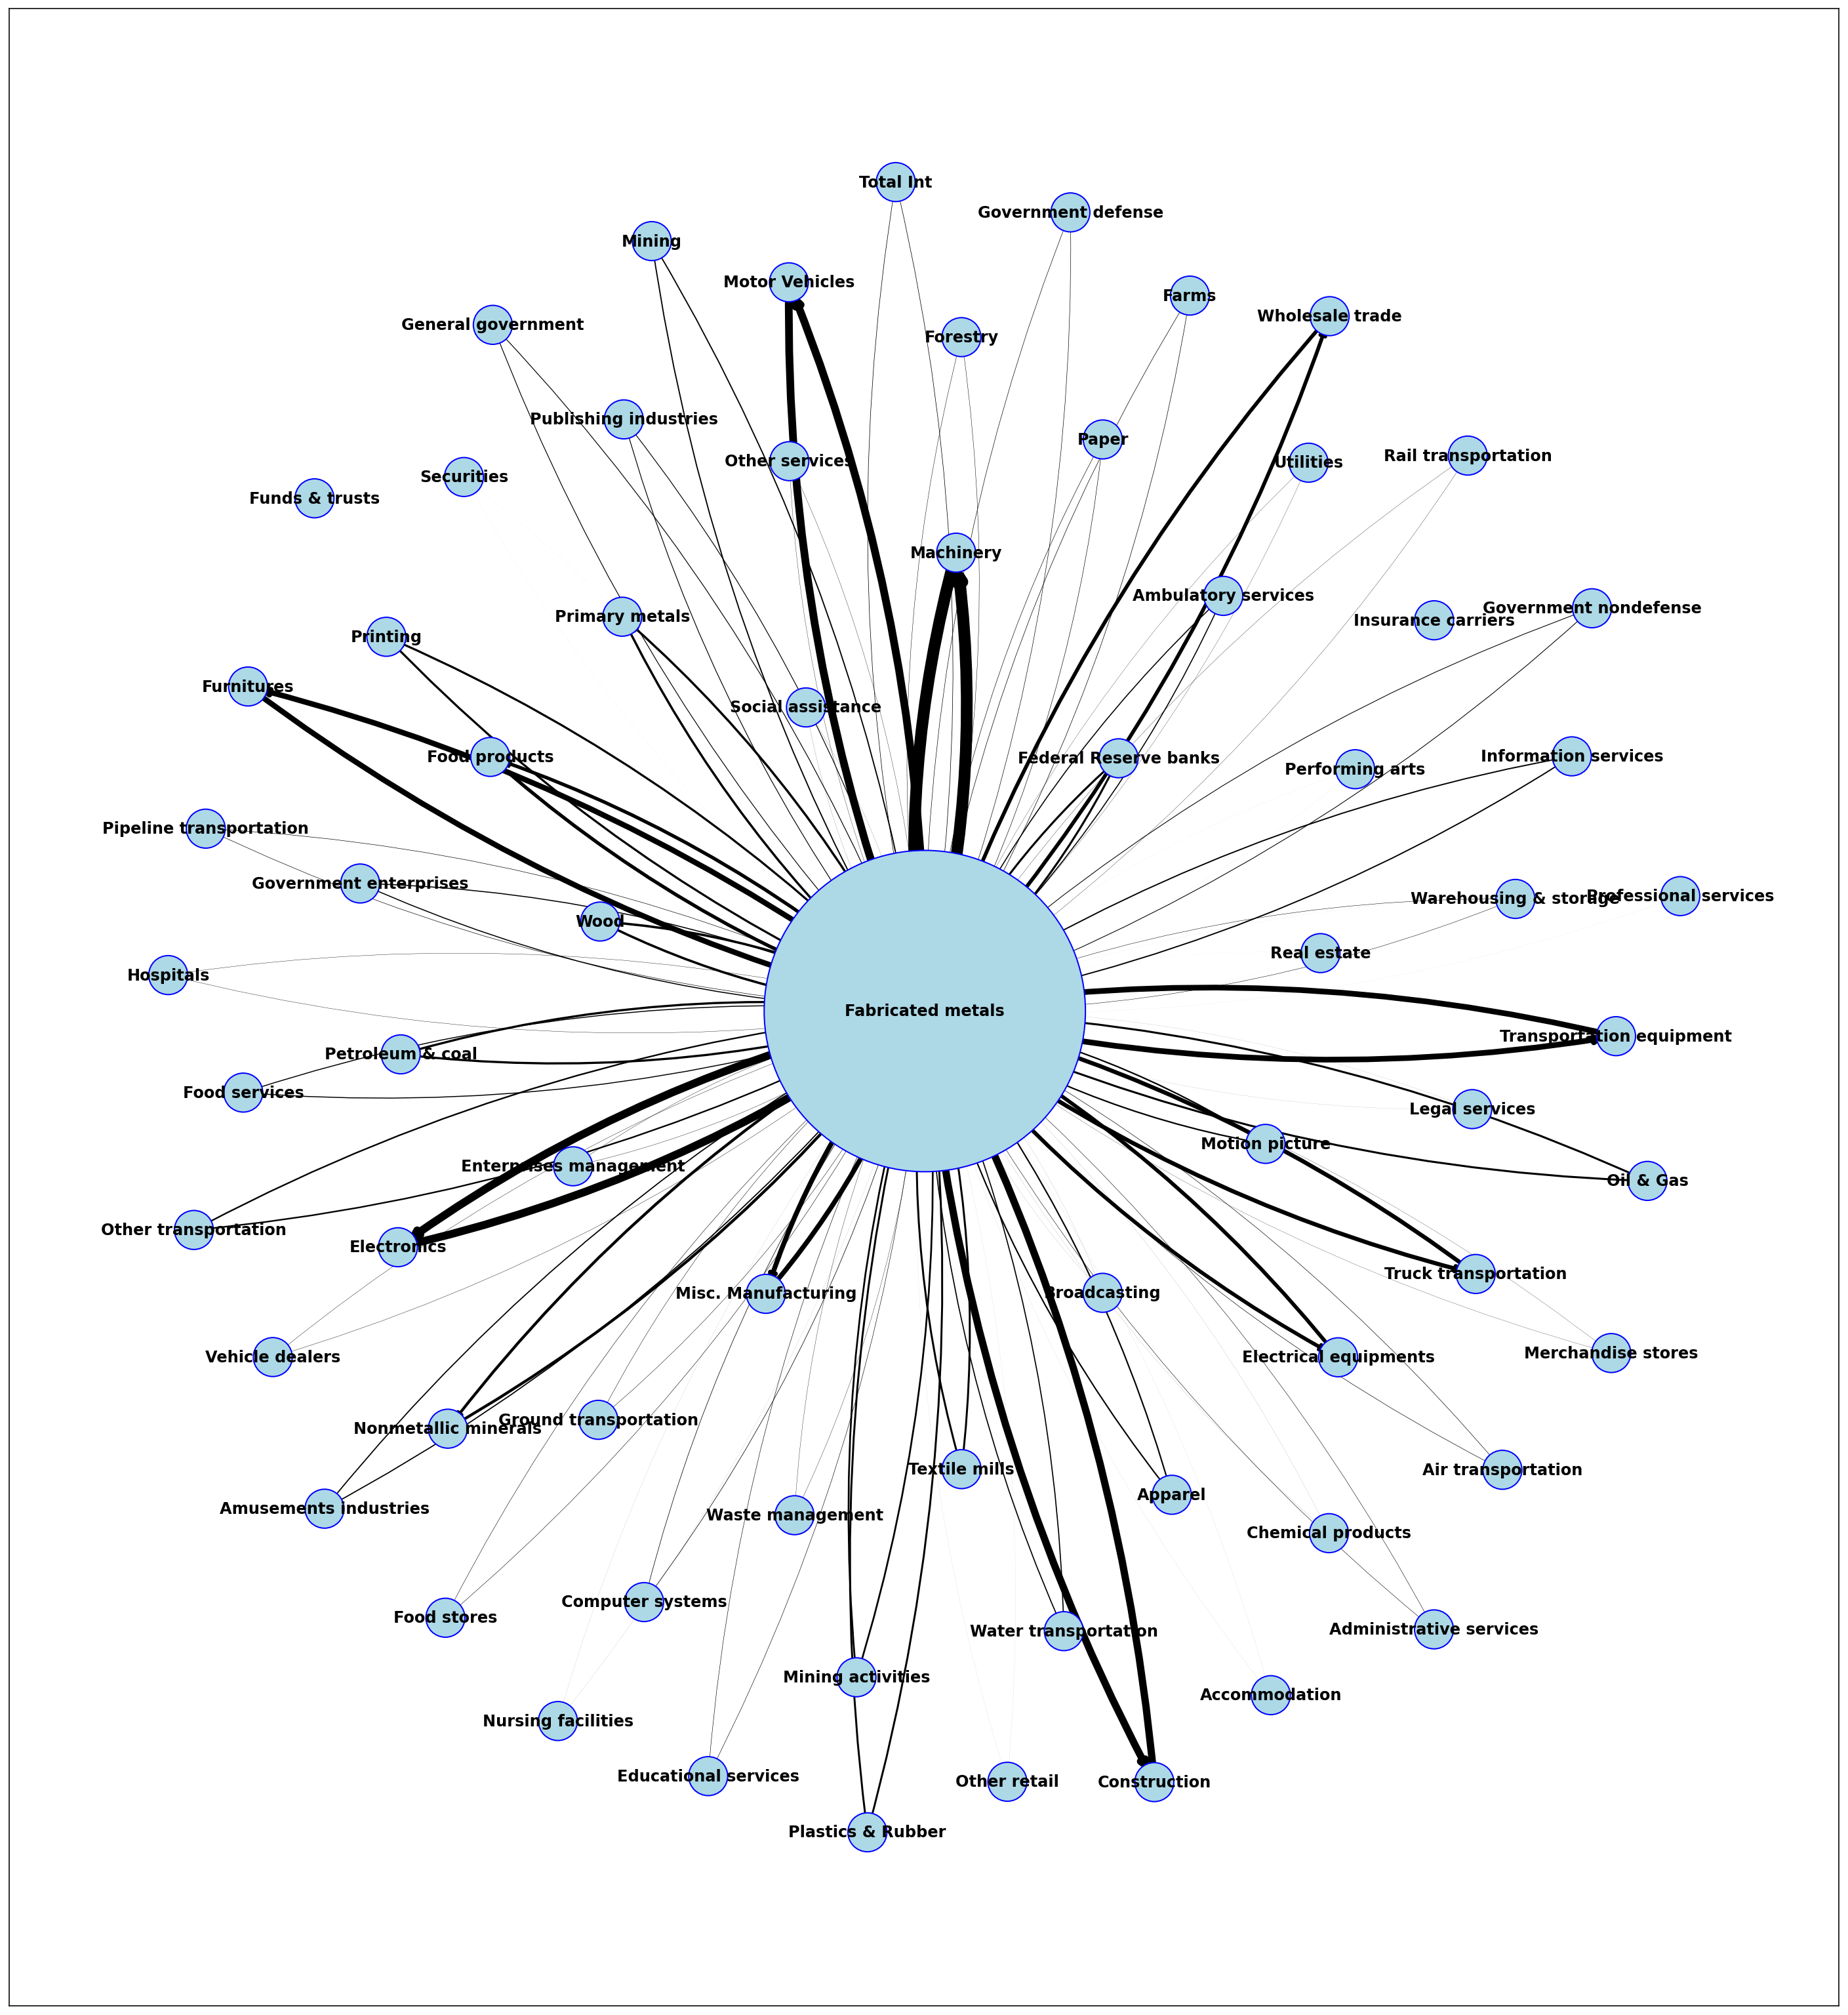 Total Int
Government defense
Mining
Motor Vehicles
Farms
Wholesale trade
General government
Forestry
Publishing industries
Paper
Rail transportation
Other services
Utilities
Securities
Funds & trusts
Machinery
Ambulatory services
Government nondefense
Primary metals
Insurance carriers
Printing
Furnitures
Social assistance
Information services
Food products
Federal Reserve banks
Performing arts
Pipeline transportation
Government enterprises
Professional services
Warehousing & storage
Wood
Real estate
Hospitals
Fabricated metals
Transportation equipment
Petroleum & coal
Food services
Legal services
Motion picture
Enterprises management
Oil & Gas
Other transportation
Electronics
Truck transportation
Misc. Manufacturing
Broadcasting
Merchandise stores
Vehicle dealers
Electrical equipments
Ground transportation
Nonmetallic minerals
Textile mills
Air transportation
Apparel
Amusements industries
Waste management
Chemical products
Computer systems
Food stores
Administrative services
Water transportation
Mining activities
Accommodation
Nursing facilities
Educational services
Other retail
Construction
Plastics & Rubber